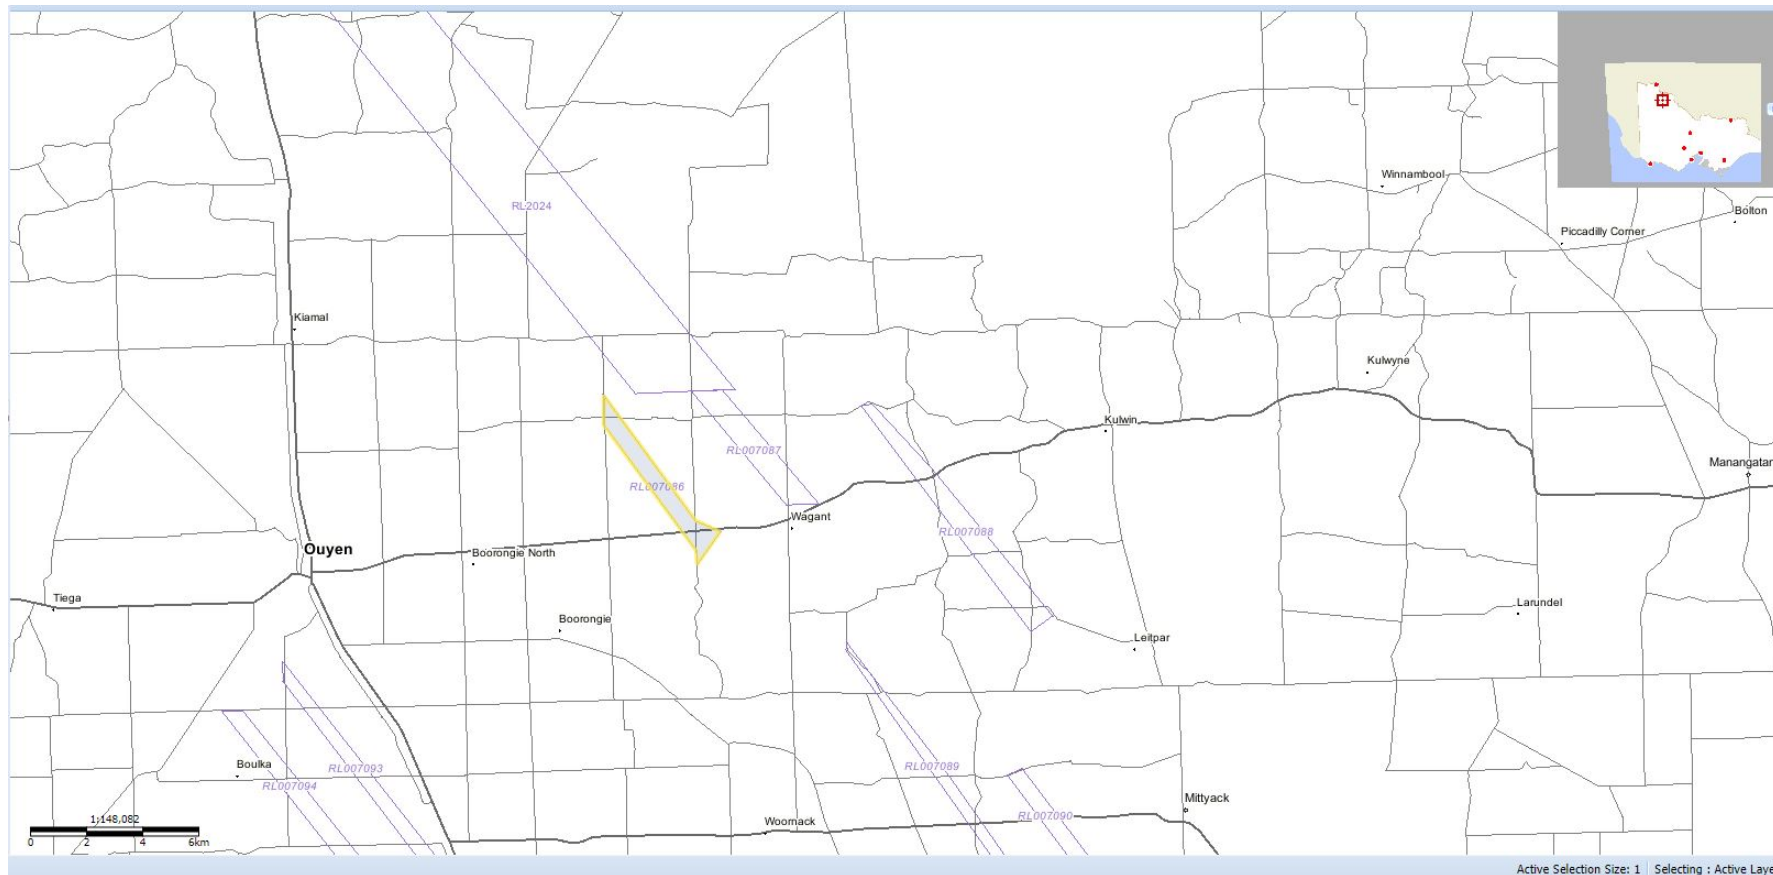 Winnambool
RL2024
Bolton
Piccadilly Corner
Kiamal
Kulwyne
Kulwin
RL007087
Manangatan
RL007086
Wagant
RL007088
Ouyen
Boorongie North
Tiega
Larundel
Boorongie
Leitpar
Boulka
RL007093
RL007089
RL007094
Mittyack
RL007090
1:148,082
Woornack
0 2 4 6km
Active Selection Size: 1 Selecting : Active Laye